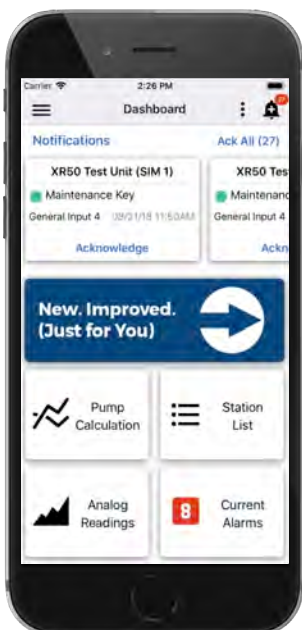 Carrier 2:26 PM
Dashboard 27
Notifications Ack All (27)
XR50 Test Unit (SIM 1) XR50 Tes
Maintenance Key Maintenanc
General Input 4 09/21/18 11:50AM General Input 4
Acknowledge Ackn
New. Improved.
(Just for You)
Pump
Calculation
Station
List
Analog
Readings
8
Current
Alarms